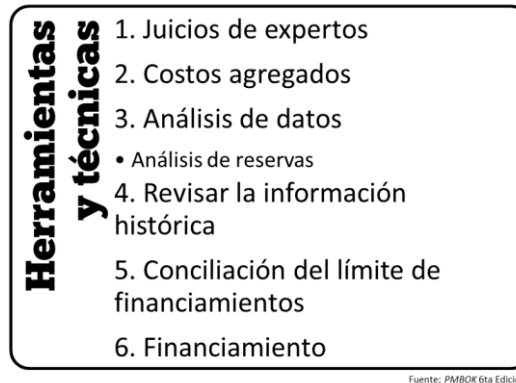 Herramientas
y técnicas
1. Juicios de expertos
2. Costos agregados
3. Análisis de datos
• Análisis de reservas
4. Revisar la información
histórica
5. Conciliación del límite de
financiamientos
6. Financiamiento
Fuente: PMBOK 6ta Edici